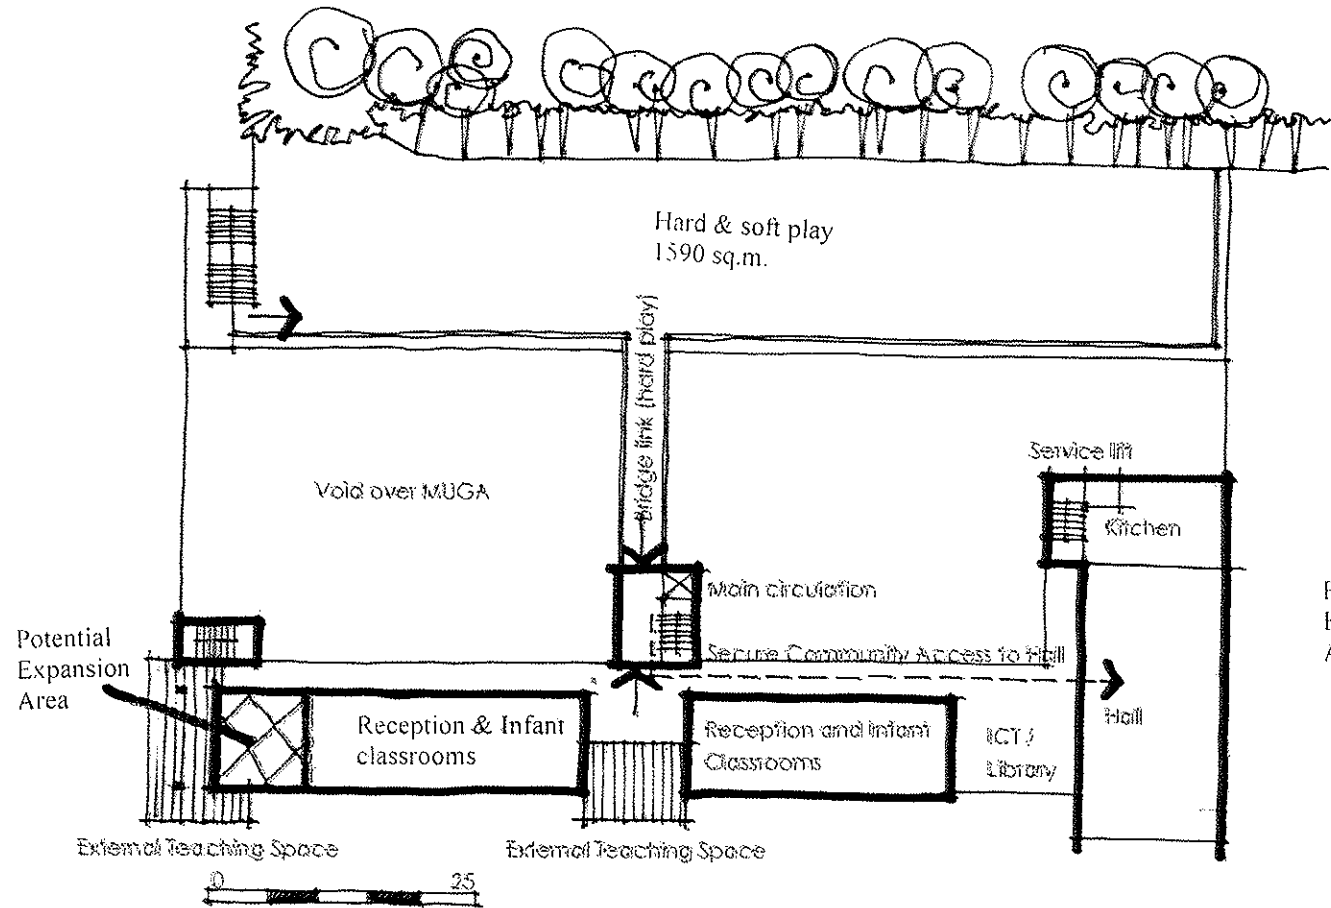 Hard & soft play
1590 sq.m.
Bridge link (hard play)
Service lift
Void over MUGA
Kitchen
Main circulation
Potential
Expansion
Area
Secure Community Access to Hall
Hall
Reception & Infant
classrooms
Reception and Infant
Classrooms
ICT /
Library
External Teaching Space
External Teaching Space
0 25